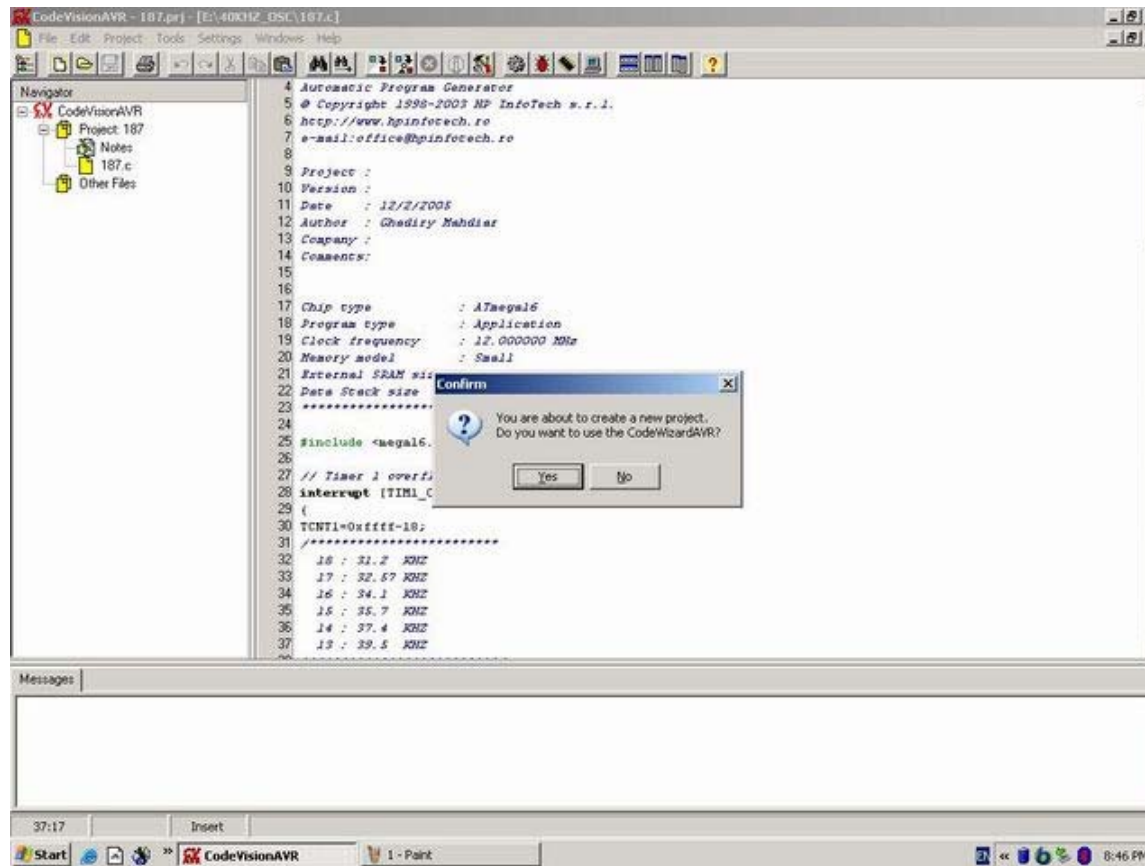 CodeVisionAVR - 187.prj - [E:\40KHZ_OSC\187.c]
File Edit Project Tools Settings Windows Help
Navigator
CodeVisionAVR
Project: 187
Notes
187.c
Other Files
4 Automatic Program Generator
5 © Copyright 1998-2003 HP InfoTech s.r.l.
6 http://www.hpinfotech.ro
7 e-mail:office@hpinfotech.ro
8
9 Project :
10 Version :
11 Date : 12/2/2005
12 Author : Ghadiry Mahdiar
13 Company :
14 Comments:
15
16
17 Chip type : ATmega16
18 Program type : Application
19 Clock frequency : 12.000000 MHz
20 Memory model : Small
21 External SRAM siz
22 Data Stack size
23 *****************
24
25 #include <mega16.
26
27 // Timer 1 overfl
28 interrupt [TIM1_O
29 {
30 TCNT1=0xffff-18;
31 /*************************
32 18 : 31.2 KHZ
33 17 : 32.57 KHZ
34 16 : 34.1 KHZ
35 15 : 35.7 KHZ
36 14 : 37.4 KHZ
37 13 : 39.5 KHZ
Confirm
You are about to create a new project.
Do you want to use the CodeWizardAVR?
Yes No
Messages
37:17 Insert
Start CodeVisionAVR 1 - Paint EN 8:46 PM